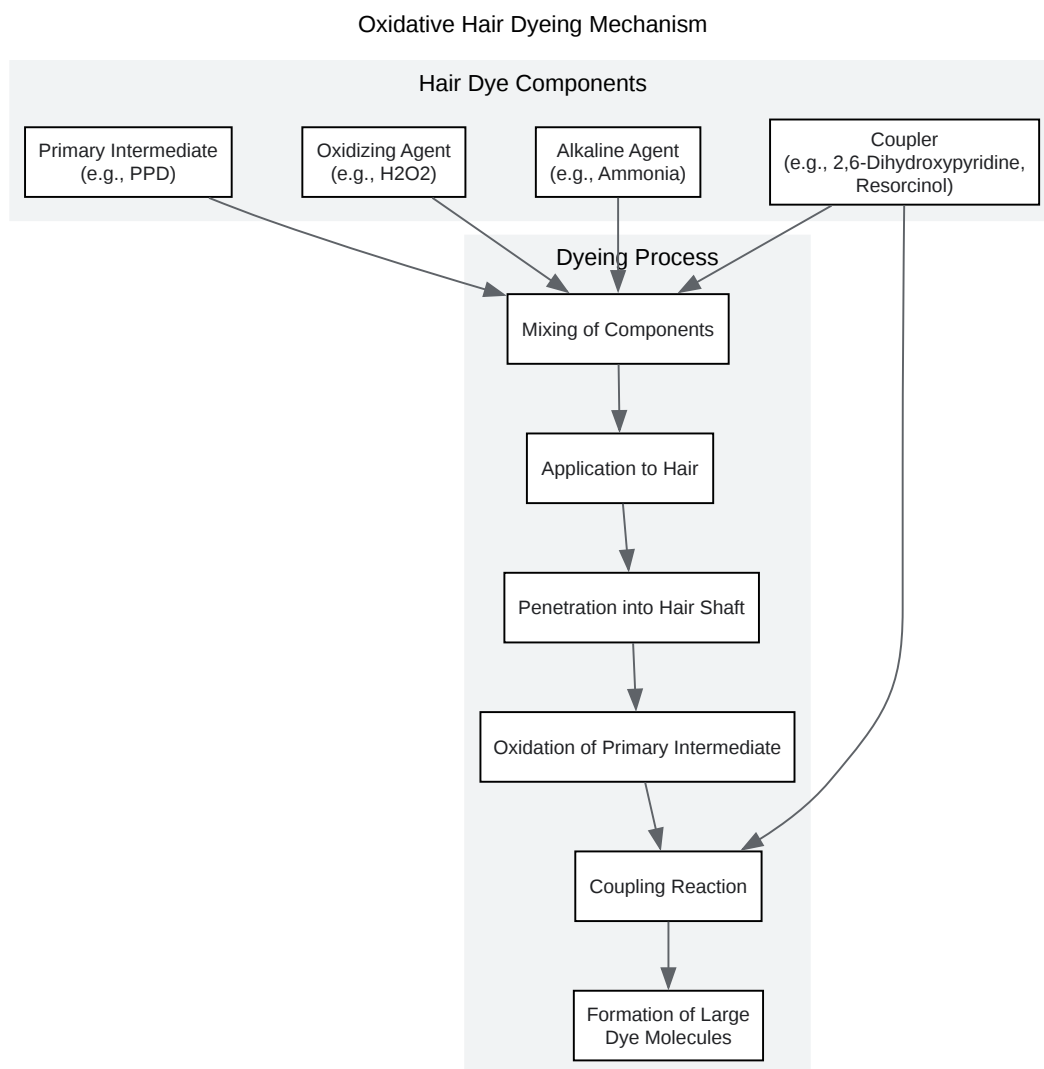 Oxidative Hair Dyeing Mechanism
Hair Dye Components
Primary Intermediate
(e.g., PPD)
Oxidizing Agent
(e.g., H2O2)
Alkaline Agent
(e.g., Ammonia)
Coupler
(e.g., 2,6-Dihydroxypyridine,
Resorcinol)
Dyeing Process
Mixing of Components
Application to Hair
Penetration into Hair Shaft
Oxidation of Primary Intermediate
Coupling Reaction
Formation of Large
Dye Molecules